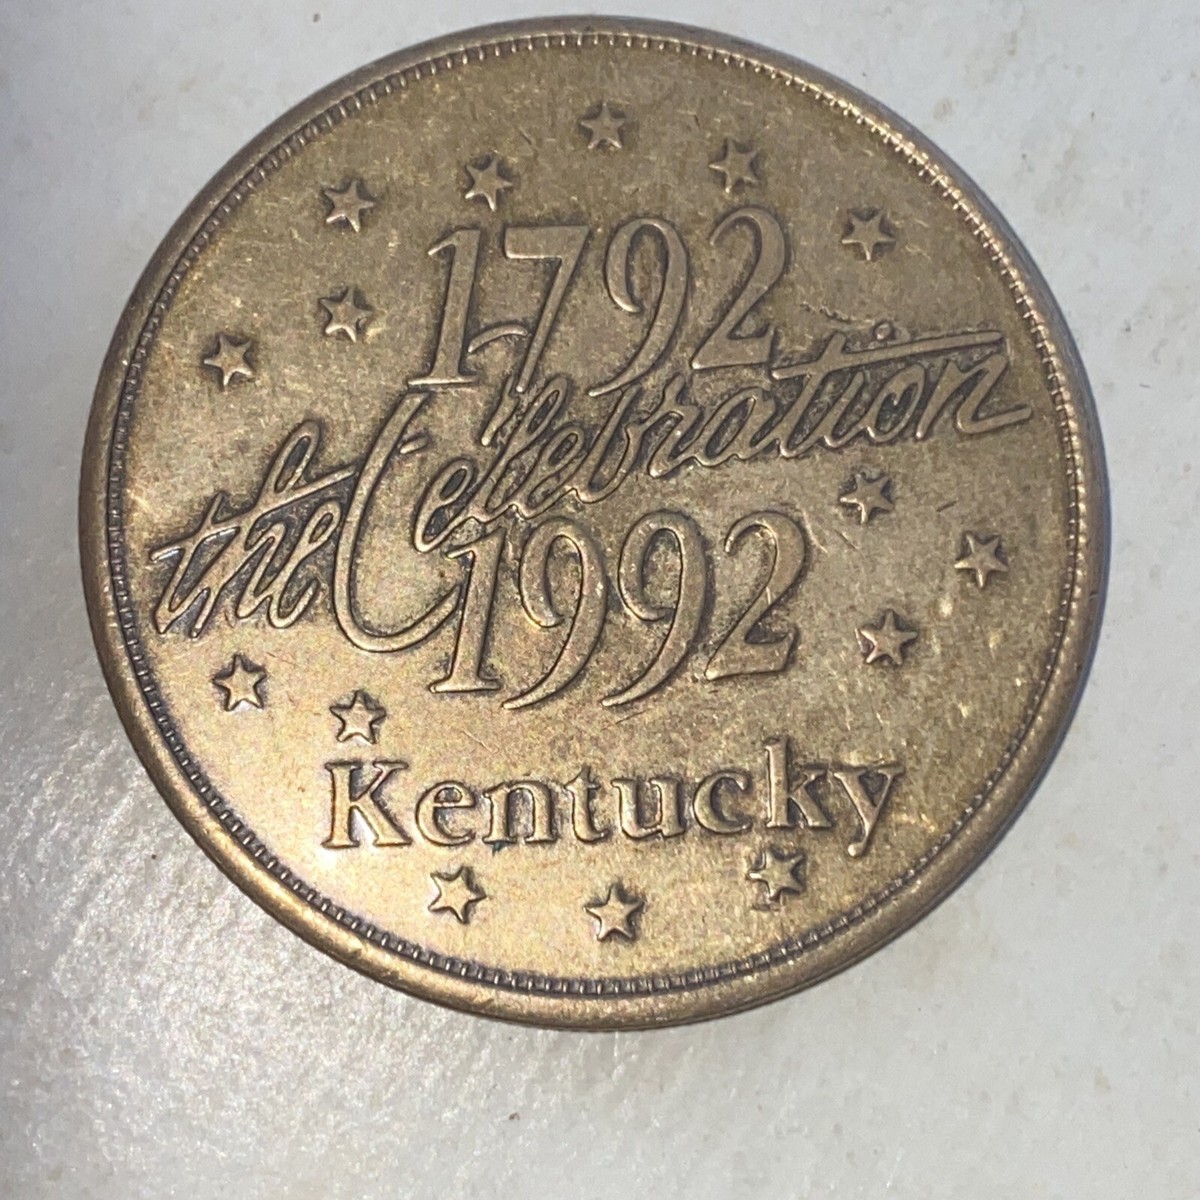 1792
the Celebration
1992
Kentucky